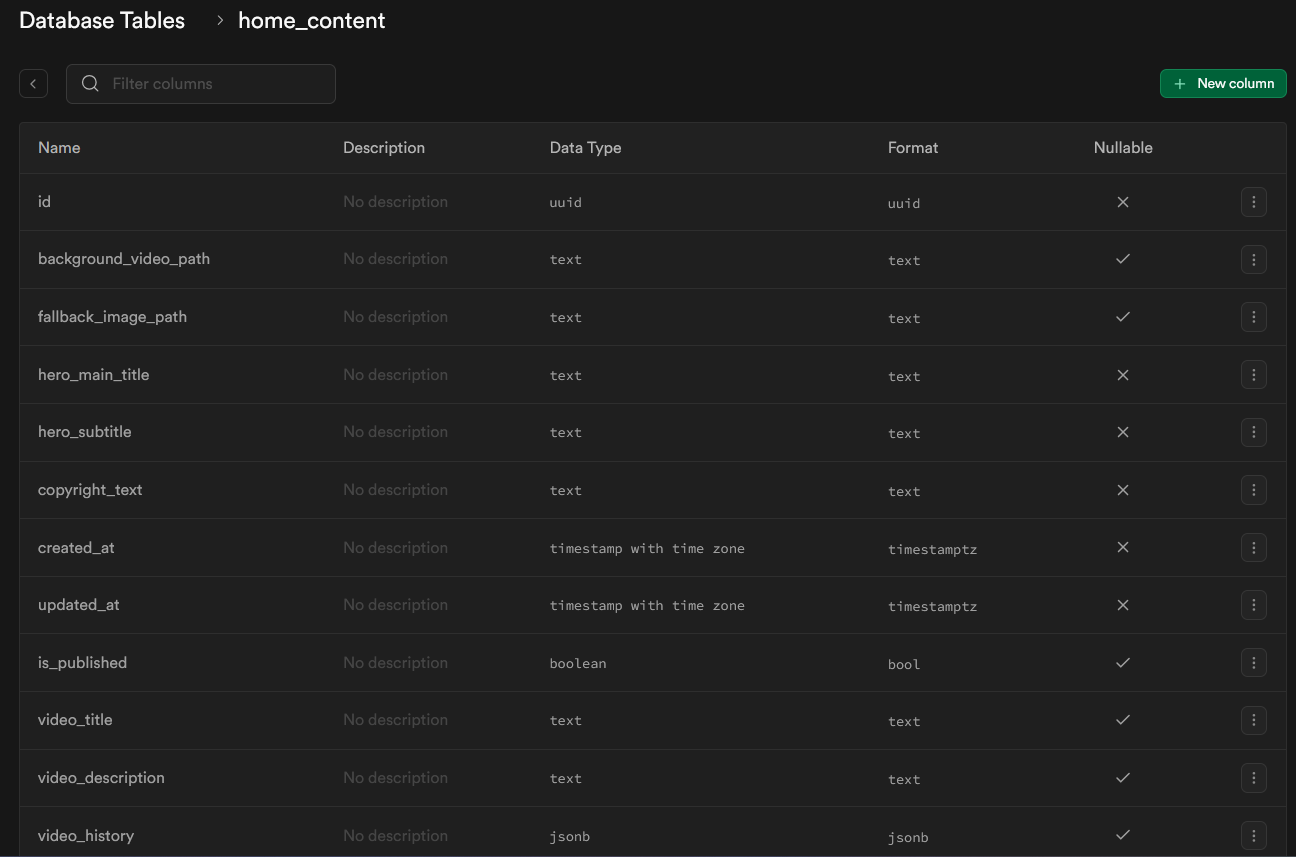 Database Tables > home_content
Filter columns
New column
Name Description Data Type Format Nullable
id No description uuid uuid
background_video_path No description text text
fallback_image_path No description text text
hero_main_title No description text text
hero_subtitle No description text text
copyright_text No description text text
created_at No description timestamp with time zone timestamptz
updated_at No description timestamp with time zone timestamptz
is_published No description boolean bool
video_title No description text text
video_description No description text text
video_history No description jsonb jsonb